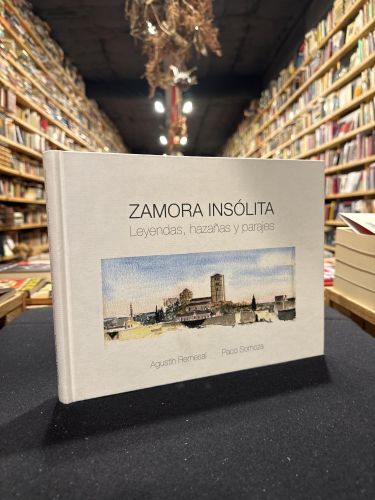 ZAMORA INSÓLITA
Leyendas, hazañas y parajes
Agustín Remesal Paco Somoza